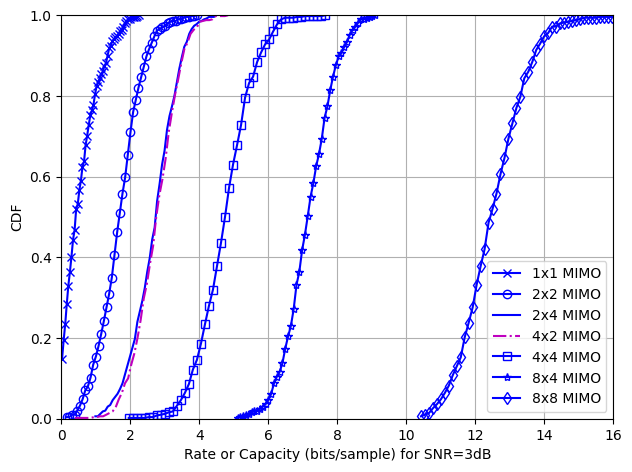 1.0
0.8
0.6
0.4
0.2
0.0
CDF
1x1 MIMO
2x2 MIMO
2x4 MIMO
4x2 MIMO
4x4 MIMO
8x4 MIMO
8x8 MIMO
0 2 4 6 8 10 12 14 16
Rate or Capacity (bits/sample) for SNR=3dB